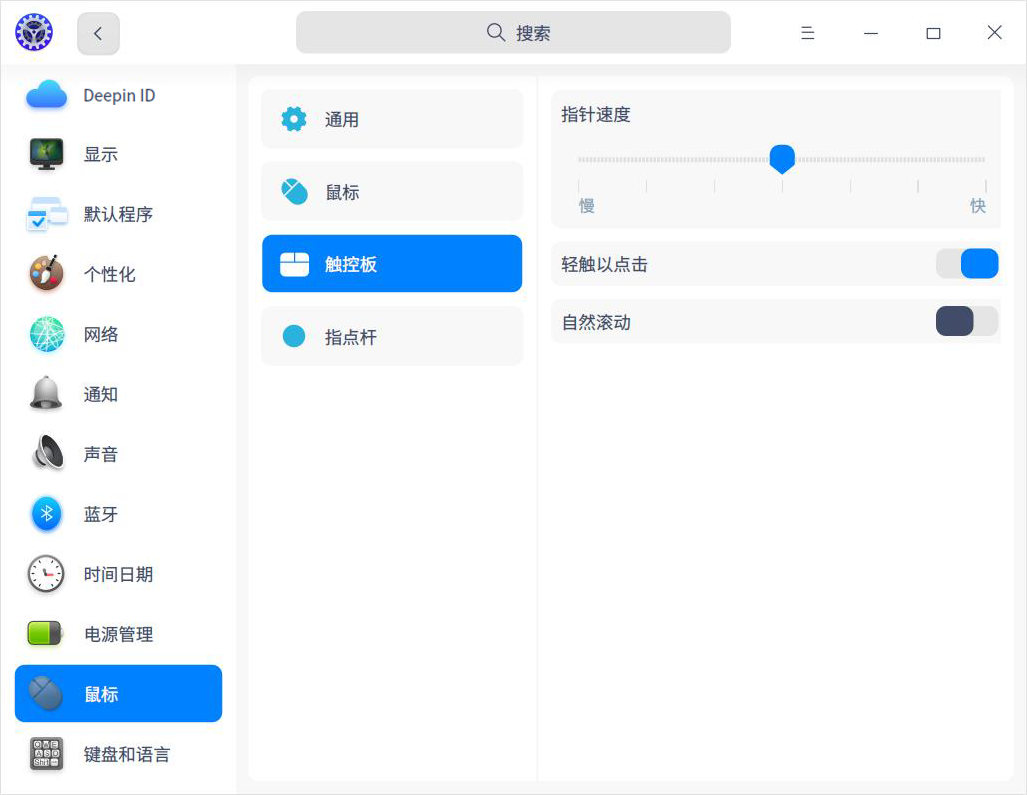 搜索
Deepin ID
显示
默认程序
个性化
网络
通知
声音
蓝牙
时间日期
电源管理
鼠标
键盘和语言
通用
鼠标
触控板
指点杆
指针速度
慢
快
轻触以点击
自然滚动